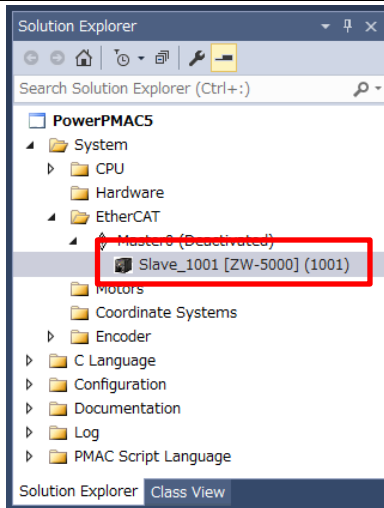 Solution Explorer
Search Solution Explorer (Ctrl+:)
PowerPMAC5
System
CPU
Hardware
EtherCAT
Master0 (Deactivated)
Slave_1001 [ZW-5000] (1001)
Motors
Coordinate Systems
Encoder
C Language
Configuration
Documentation
Log
PMAC Script Language
Solution Explorer Class View